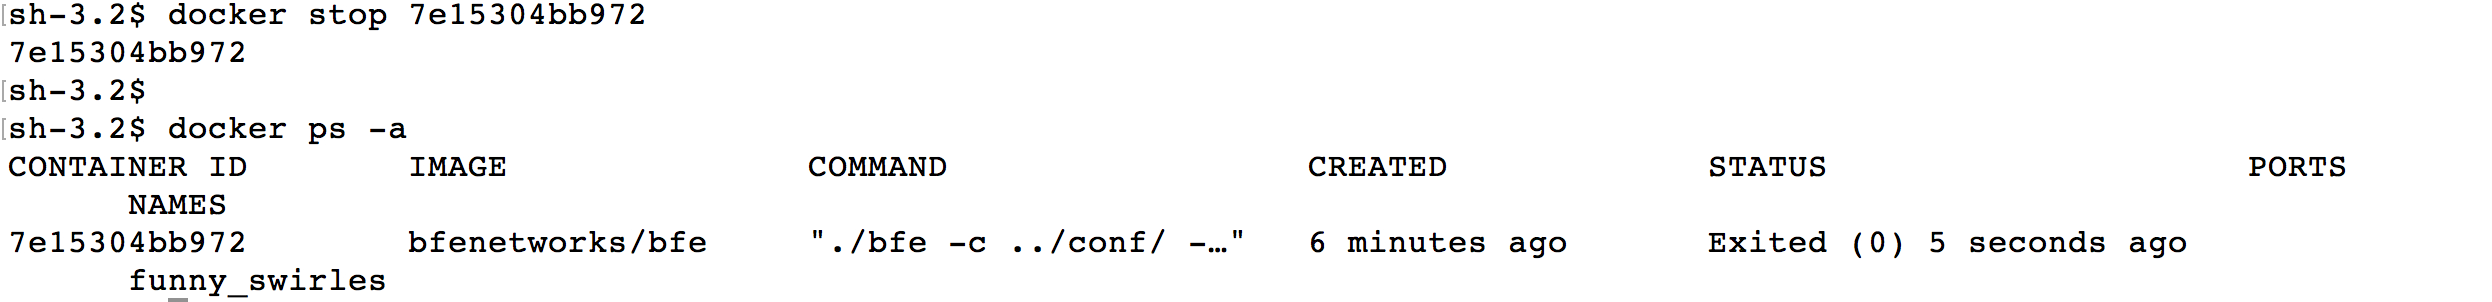 [sh-3.2$ docker stop 7e15304bb972
7e15304bb972
[sh-3.2$
[sh-3.2$ docker ps -a
CONTAINER ID        IMAGE               COMMAND                  CREATED             STATUS                     PORTS
      NAMES
7e15304bb972        bfenetworks/bfe     "./bfe -c ../conf/ -…"   6 minutes ago       Exited (0) 5 seconds ago
      funny_swirles